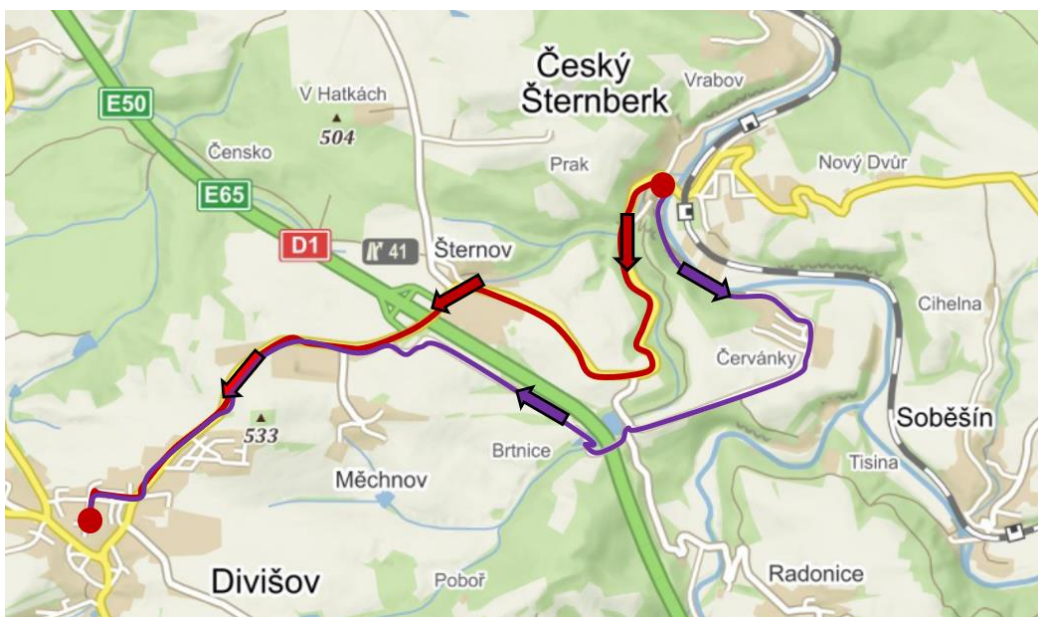 Český
Šternberk
Vrabov
E50
V Hatkách
504
Čensko
Prak
Nový Dvůr
E65
D1
41
Šternov
Cihelna
Červánky
533
Soběšín
Brtnice
Tisina
Měchnov
Divišov
Poboř
Radonice